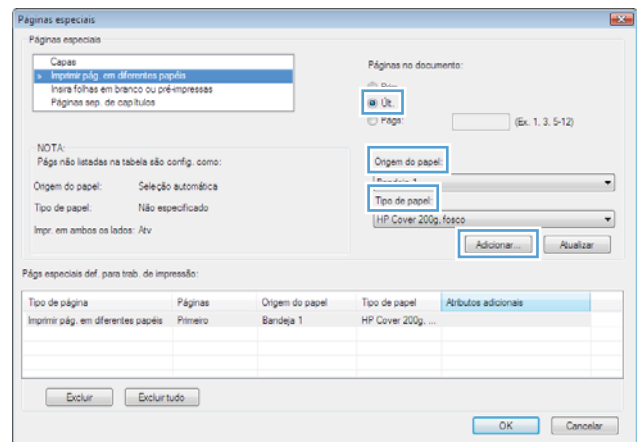 Páginas especiais
Páginas especiais
Capas
» Imprimir pág. em diferentes papéis
Insira folhas em branco ou pré-impressas
Páginas sep. de capítulos
Páginas no documento:
Últ.
Págs:
(Ex. 1, 3, 5-12)
NOTA:
Págs não listadas na tabela são config. como:
Origem do papel: Seleção automática
Tipo de papel: Não especificado
Impr. em ambos os lados: Atv
Origem do papel:
Bandeja 1
Tipo de papel:
HP Cover 200g, fosco
Adicionar... Atualizar
Págs especiais def. para trab. de impressão:
Tipo de página Páginas Origem do papel Tipo de papel Atributos adicionais
Imprimir pág. em diferentes papéis Primeiro Bandeja 1 HP Cover 200g, ...
Excluir Excluir tudo
OK Cancelar